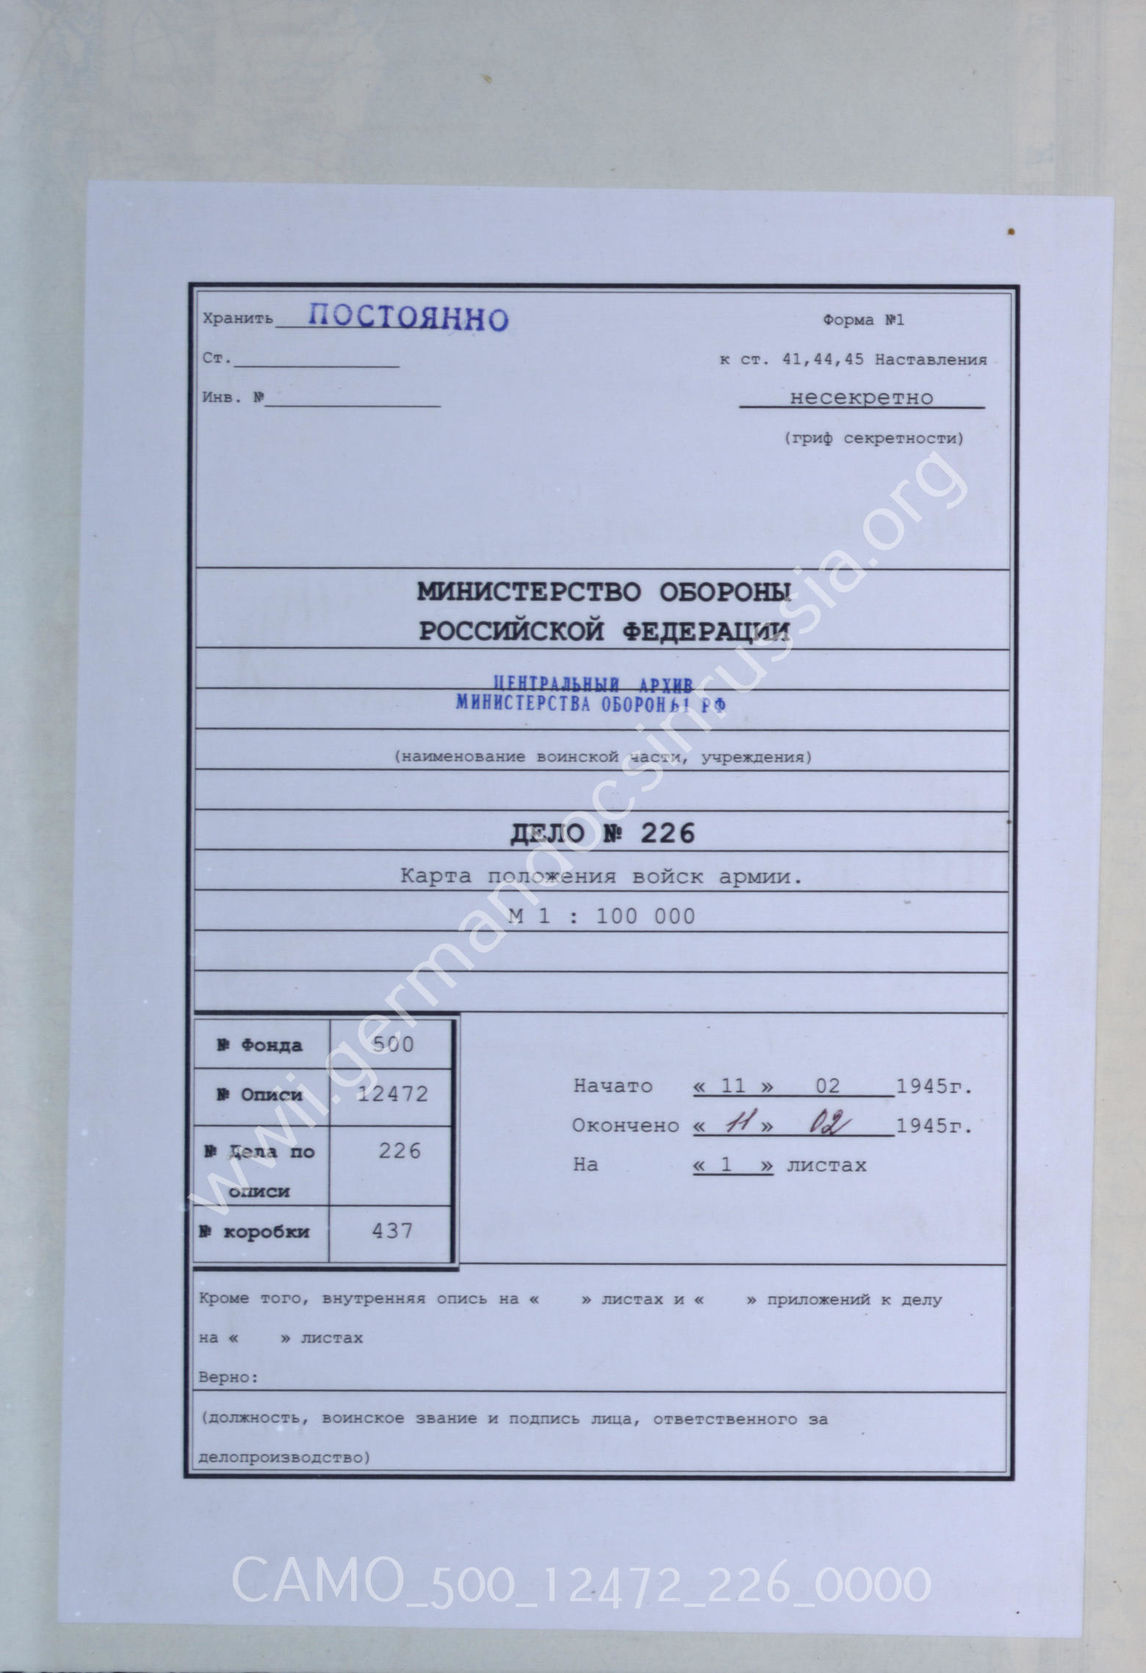 Хранить ПОСТОЯННО
Форма №1
Ст.
к ст. 41,44,45 Наставления
Инв. №
несекретно
(гриф секретности)
МИНИСТЕРСТВО ОБОРОНЫ
РОССИЙСКОЙ ФЕДЕРАЦИИ
ЦЕНТРАЛЬНЫЙ АРХИВ
МИНИСТЕРСТВА ОБОРОНЫ РФ
(наименование воинской части, учреждения)
ДЕЛО № 226
Карта положения войск армии.
М 1 : 100 000
№ Фонда 500
№ Описи 12472
№ Дела по описи 226
№ коробки 437
Начато « 11 » 02 1945г.
Окончено « 11 » 02 1945г.
На « 1 » листах
Кроме того, внутренняя опись на « » листах и « » приложений к делу
на « » листах
Верно:
(должность, воинское звание и подпись лица, ответственного за
делопроизводство)
www.wwii.germandocsinrussia.org
CAMO_500_12472_226_0000